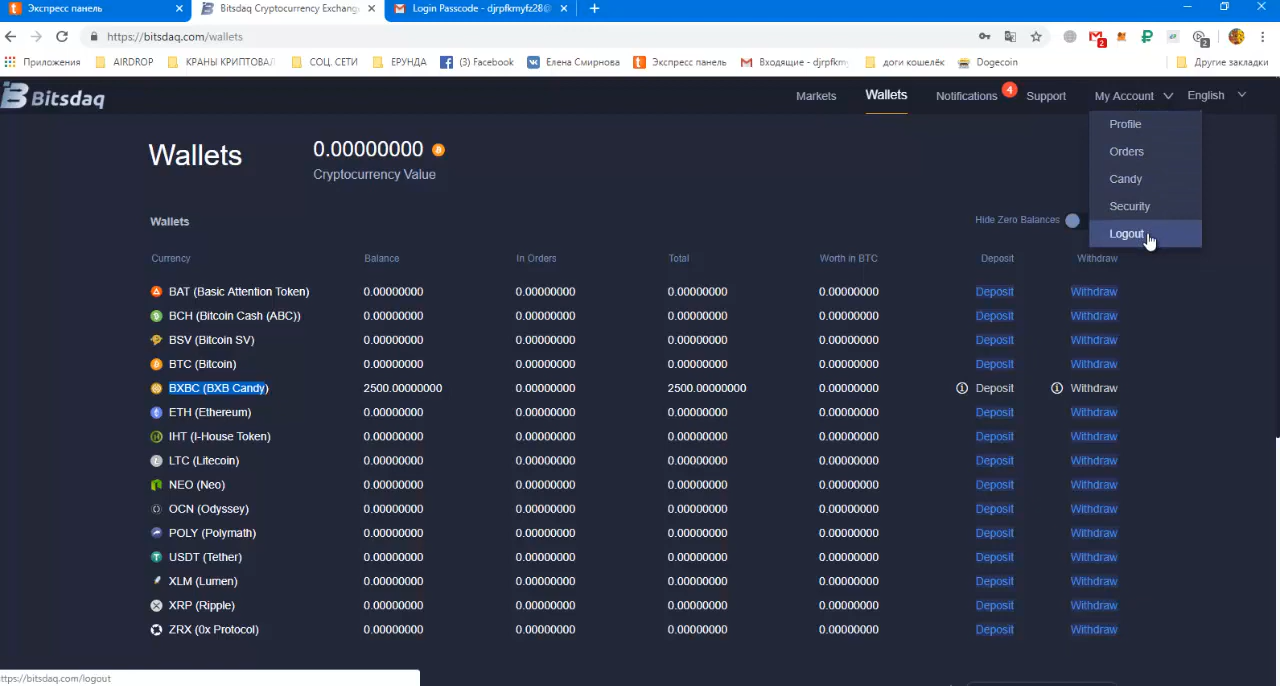 Экспресс панель
Bitsdaq Cryptocurrency Exchang
Login Passcode - djrpfkmyfz28@
https://bitsdaq.com/wallets
2
2
Приложения AIRDROP КРАНЫ КРИПТОВАЛ СОЦ. СЕТИ ЕРУНДА (3) Facebook Елена Смирнова Экспресс панель Входящие - djrpfkmy доги кошелёк Dogecoin Другие закладки
Bitsdaq
Markets Wallets Notifications 4 Support My Account English
Profile
Orders
Candy
Security
Logout
Wallets
0.00000000
Cryptocurrency Value
Wallets
Hide Zero Balances
Currency Balance In Orders Total Worth in BTC Deposit Withdraw
BAT (Basic Attention Token) 0.00000000 0.00000000 0.00000000 0.00000000 Deposit Withdraw
BCH (Bitcoin Cash (ABC)) 0.00000000 0.00000000 0.00000000 0.00000000 Deposit Withdraw
BSV (Bitcoin SV) 0.00000000 0.00000000 0.00000000 0.00000000 Deposit Withdraw
BTC (Bitcoin) 0.00000000 0.00000000 0.00000000 0.00000000 Deposit Withdraw
BXBC (BXB Candy) 2500.00000000 0.00000000 2500.00000000 0.00000000 Deposit Withdraw
ETH (Ethereum) 0.00000000 0.00000000 0.00000000 0.00000000 Deposit Withdraw
IHT (I-House Token) 0.00000000 0.00000000 0.00000000 0.00000000 Deposit Withdraw
LTC (Litecoin) 0.00000000 0.00000000 0.00000000 0.00000000 Deposit Withdraw
NEO (Neo) 0.00000000 0.00000000 0.00000000 0.00000000 Deposit Withdraw
OCN (Odyssey) 0.00000000 0.00000000 0.00000000 0.00000000 Deposit Withdraw
POLY (Polymath) 0.00000000 0.00000000 0.00000000 0.00000000 Deposit Withdraw
USDT (Tether) 0.00000000 0.00000000 0.00000000 0.00000000 Deposit Withdraw
XLM (Lumen) 0.00000000 0.00000000 0.00000000 0.00000000 Deposit Withdraw
XRP (Ripple) 0.00000000 0.00000000 0.00000000 0.00000000 Deposit Withdraw
ZRX (0x Protocol) 0.00000000 0.00000000 0.00000000 0.00000000 Deposit Withdraw
ttps://bitsdaq.com/logout